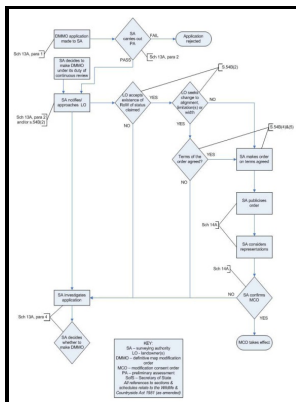 DMMO application
made to SA
SA
carries out
PA
FAIL
Application
rejected
PASS
Sch 13A, para 1
Sch 13A, para 2
SA decides to
make DMMO
under its duty of
continuous review
S.54B(2)
SA notifies/
approaches LO
LO accepts
existence of
RoW of status
claimed
YES
LO seeks
change to
alignment,
limitation(s) or
width
NO
Sch 13A, para 2
and/or s.54B(2)
NO
YES
S.54B(4)&(5)
Terms of the
order agreed?
YES
SA makes order
on terms agreed
NO
SA publicises
order
Sch 14A
SA considers
representations
Sch 14A
SA investigates
application
NO
SA confirms
MCO
Sch 13A, para 4
YES
SA decides
whether to
make DMMO
MCO takes effect
KEY
SA – surveying authority
LO – landowner(s)
DMMO – definitive map modification
order
MCO – modification consent order
PA – preliminary assessment
SofS – Secretary of State
All references to sections &
schedules relate to the Wildlife &
Countryside Act 1981 (as amended)